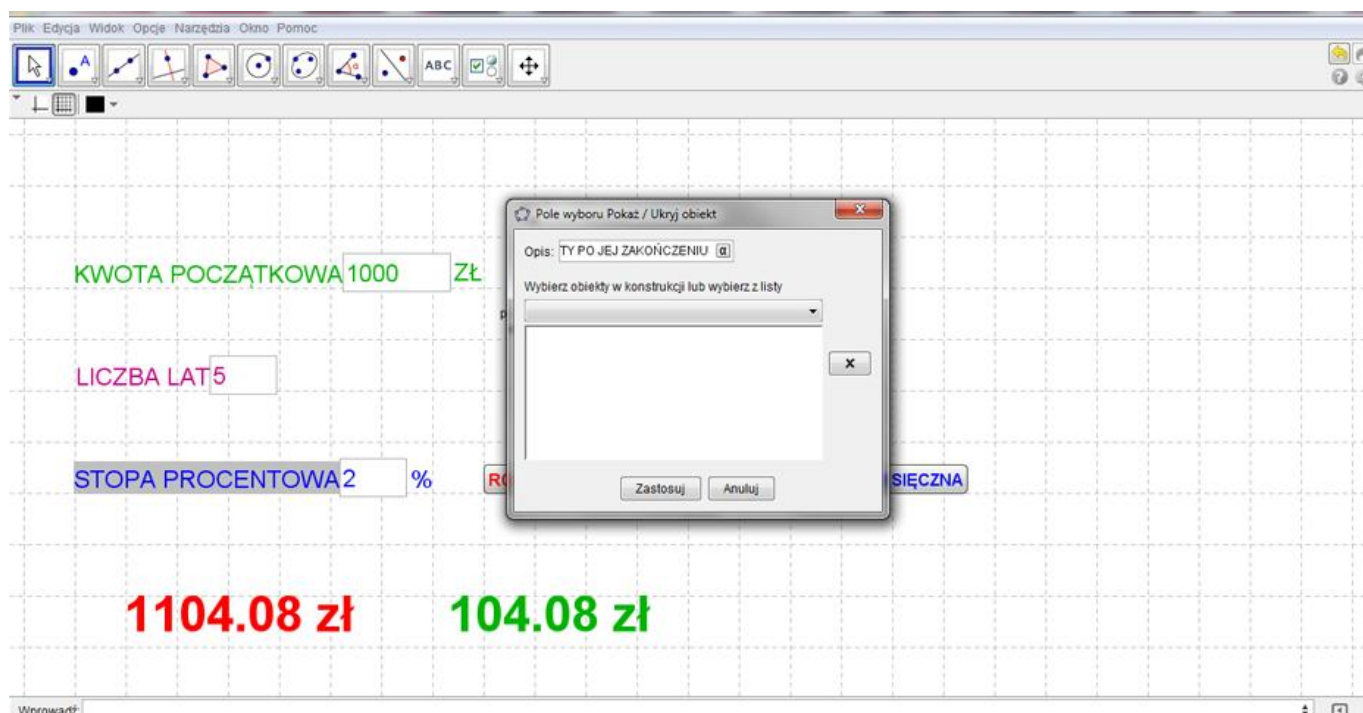 Plik Edycja Widok Opcje Narzędzia Okno Pomoc
A
ABC
Pole wyboru Pokaż / Ukryj obiekt
Opis: TY PO JEJ ZAKOŃCZENIU α
Wybierz obiekty w konstrukcji lub wybierz z listy
KWOTA POCZĄTKOWA 1000 ZŁ
LICZBA LAT 5
STOPA PROCENTOWA 2 %
SIĘCZNA
Zastosuj Anuluj
1104.08 zł 104.08 zł
Wprowadź: